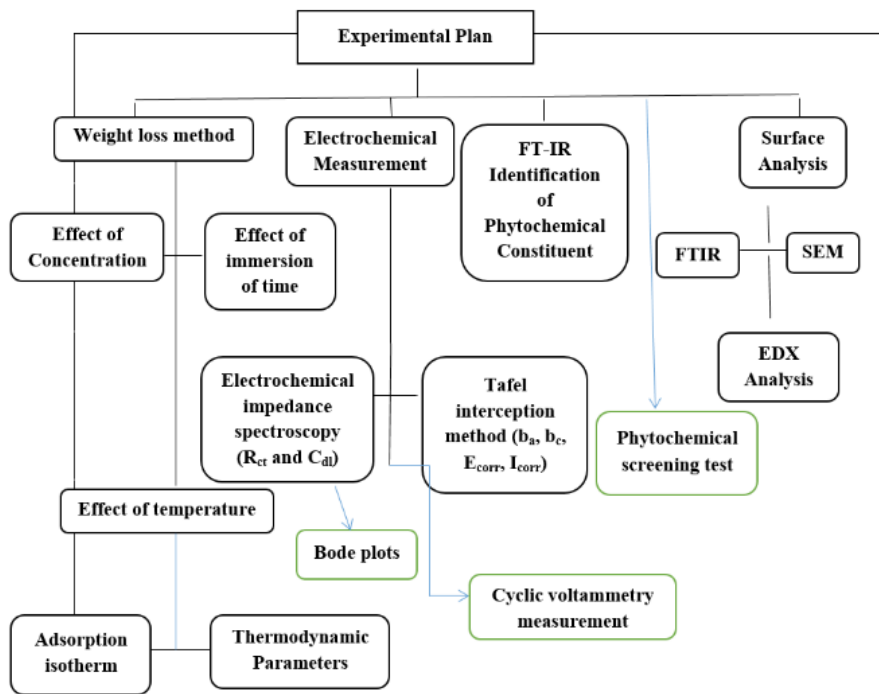 Experimental Plan
Weight loss method
Electrochemical
Measurement
FT-IR
Identification
of
Phytochemical
Constituent
Surface
Analysis
Effect of
Concentration
Effect of
immersion
of time
FTIR
SEM
EDX
Analysis
Electrochemical
impedance
spectroscopy
(Rct and Cdl)
Tafel
interception
method (ba, bc,
Ecorr, Icorr)
Phytochemical
screening test
Effect of temperature
Bode plots
Cyclic voltammetry
measurement
Adsorption
isotherm
Thermodynamic
Parameters